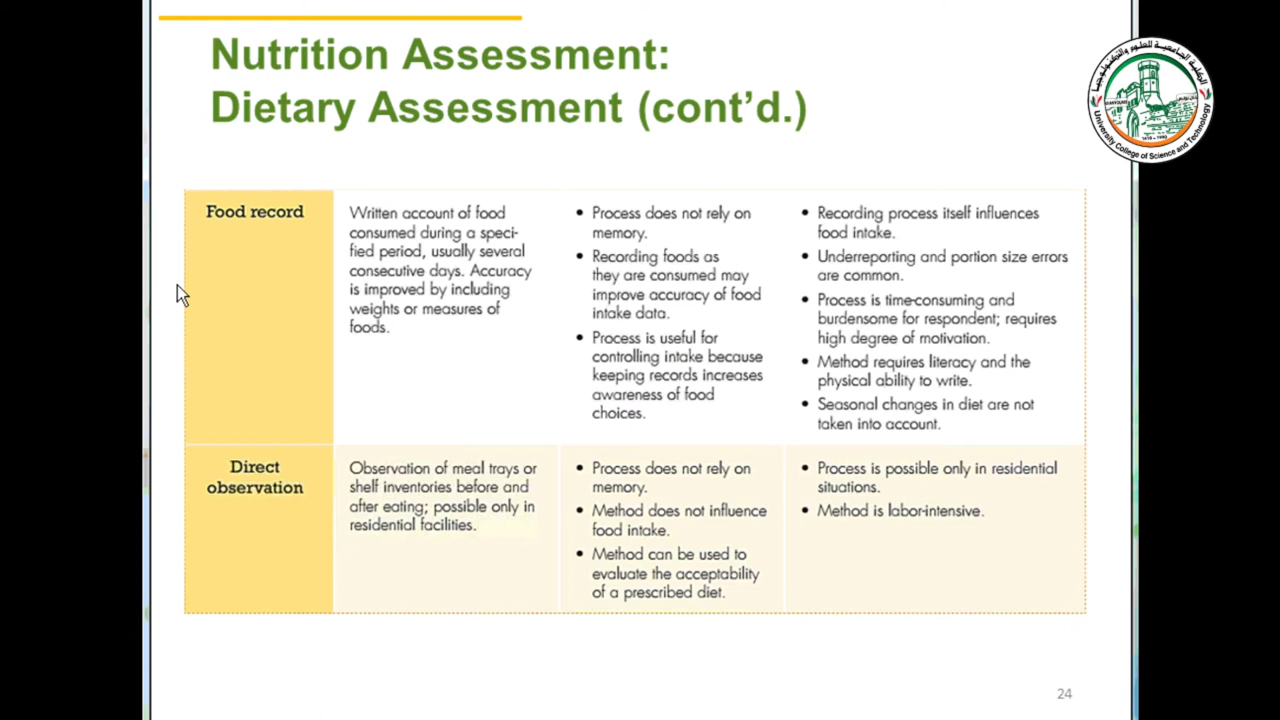 Nutrition Assessment:
Dietary Assessment (cont'd.)
الكلية الجامعية للعلوم والتكنولوجيا
University College of Science and Technology
Food record
Written account of food
consumed during a speci-
fied period, usually several
consecutive days. Accuracy
is improved by including
weights or measures of
foods.
• Process does not rely on
memory.
• Recording foods as
they are consumed may
improve accuracy of food
intake data.
• Process is useful for
controlling intake because
keeping records increases
awareness of food
choices.
• Recording process itself influences
food intake.
• Underreporting and portion size errors
are common.
• Process is time-consuming and
burdensome for respondent; requires
high degree of motivation.
• Method requires literacy and the
physical ability to write.
• Seasonal changes in diet are not
taken into account.
Direct
observation
Observation of meal trays or
shelf inventories before and
after eating; possible only in
residential facilities.
• Process does not rely on
memory.
• Method does not influence
food intake.
• Method can be used to
evaluate the acceptability
of a prescribed diet.
• Process is possible only in residential
situations.
• Method is labor-intensive.
24